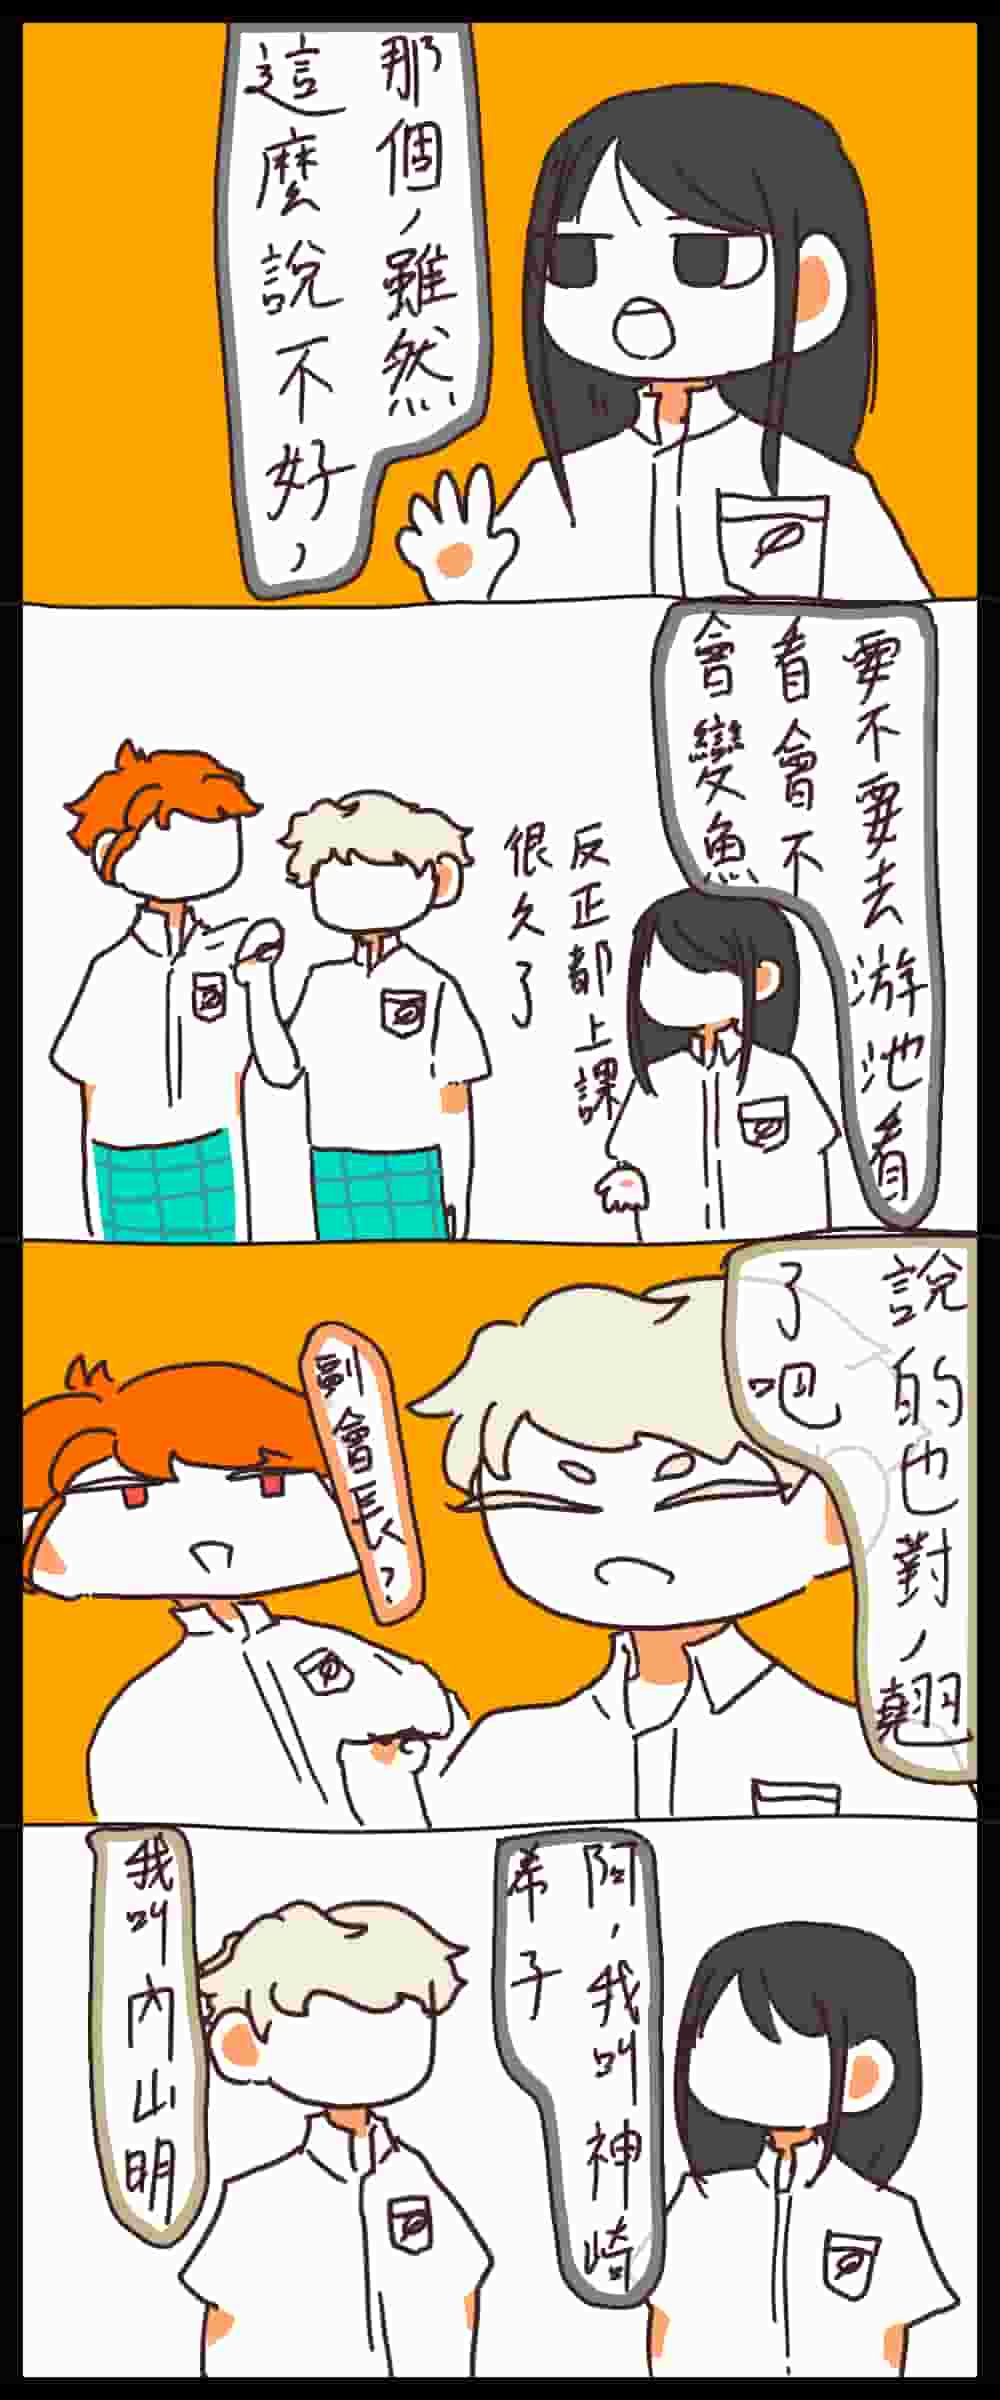 那個,雖然
這麼說不好,
要不要去游池看
看會不
會變魚
反正都上課
很久了
說的也對,翹
了吧
副會長?
阿,我叫神崎
希子
我叫內山明